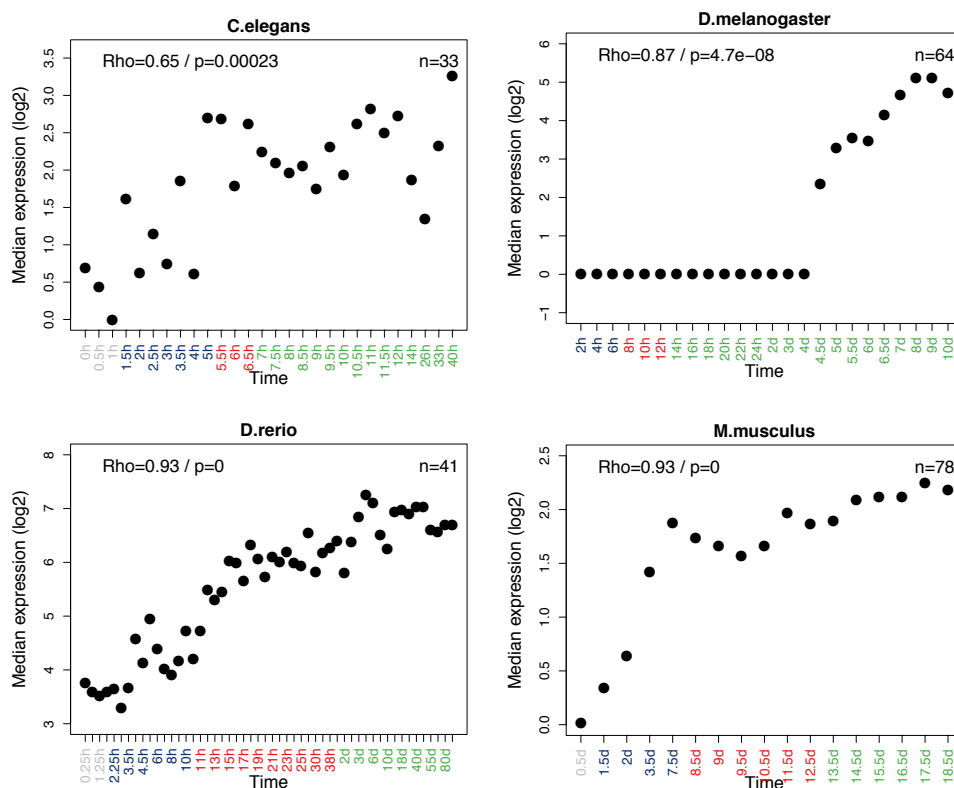 C.elegans
Rho=0.65 / p=0.00023
n=33
Median expression (log2)
0.0 0.5 1.0 1.5 2.0 2.5 3.0 3.5
0h 0.5h 1h 1.5h 2h 2.5h 3h 3.5h 4h 5h 5.5h 6h 6.5h 7h 7.5h 8h 8.5h 9h 9.5h 10h 10.5h 11h 11.5h 12h 14h 26h 33h 40h
Time
D.melanogaster
Rho=0.87 / p=4.7e−08
n=64
Median expression (log2)
−1 0 1 2 3 4 5 6
2h 4h 6h 8h 10h 12h 14h 16h 18h 20h 22h 24h 2d 3d 4d 4.5d 5d 5.5d 6d 6.5d 7d 8d 9d 10d
Time
D.rerio
Rho=0.93 / p=0
n=41
Median expression (log2)
3 4 5 6 7 8
0.25h 1.25h 2.25h 3.5h 4.5h 6h 8h 10h 11h 13h 15h 17h 19h 21h 23h 25h 30h 38h 2d 3d 6d 10d 18d 40d 55d 80d
Time
M.musculus
Rho=0.93 / p=0
n=78
Median expression (log2)
0.0 0.5 1.0 1.5 2.0 2.5
0.5d 1.5d 2d 3.5d 7.5d 8.5d 9d 9.5d 10.5d 11.5d 12.5d 13.5d 14.5d 15.5d 16.5d 17.5d 18.5d
Time